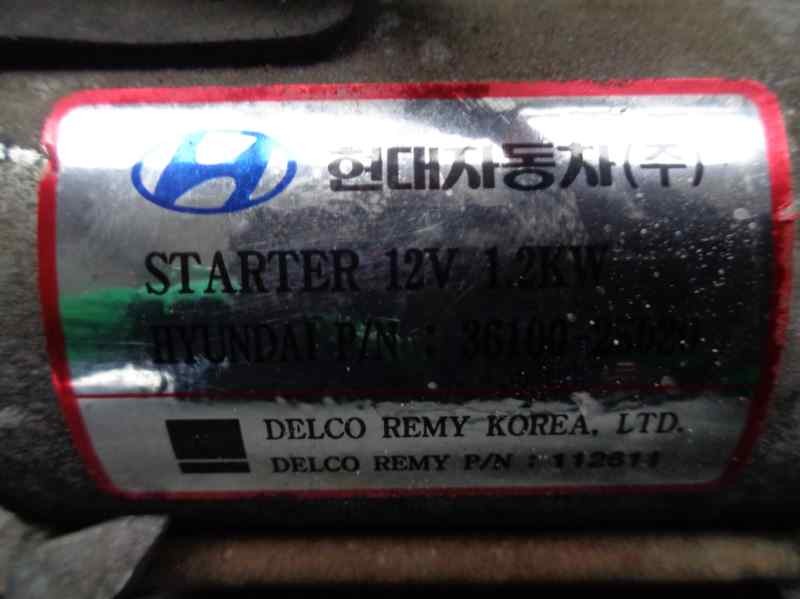 현대자동차(주)
STARTER 12V 1.2KW
HYUNDAI P/N : 36100-25020
DELCO REMY KOREA, LTD.
DELCO REMY P/N : 112611